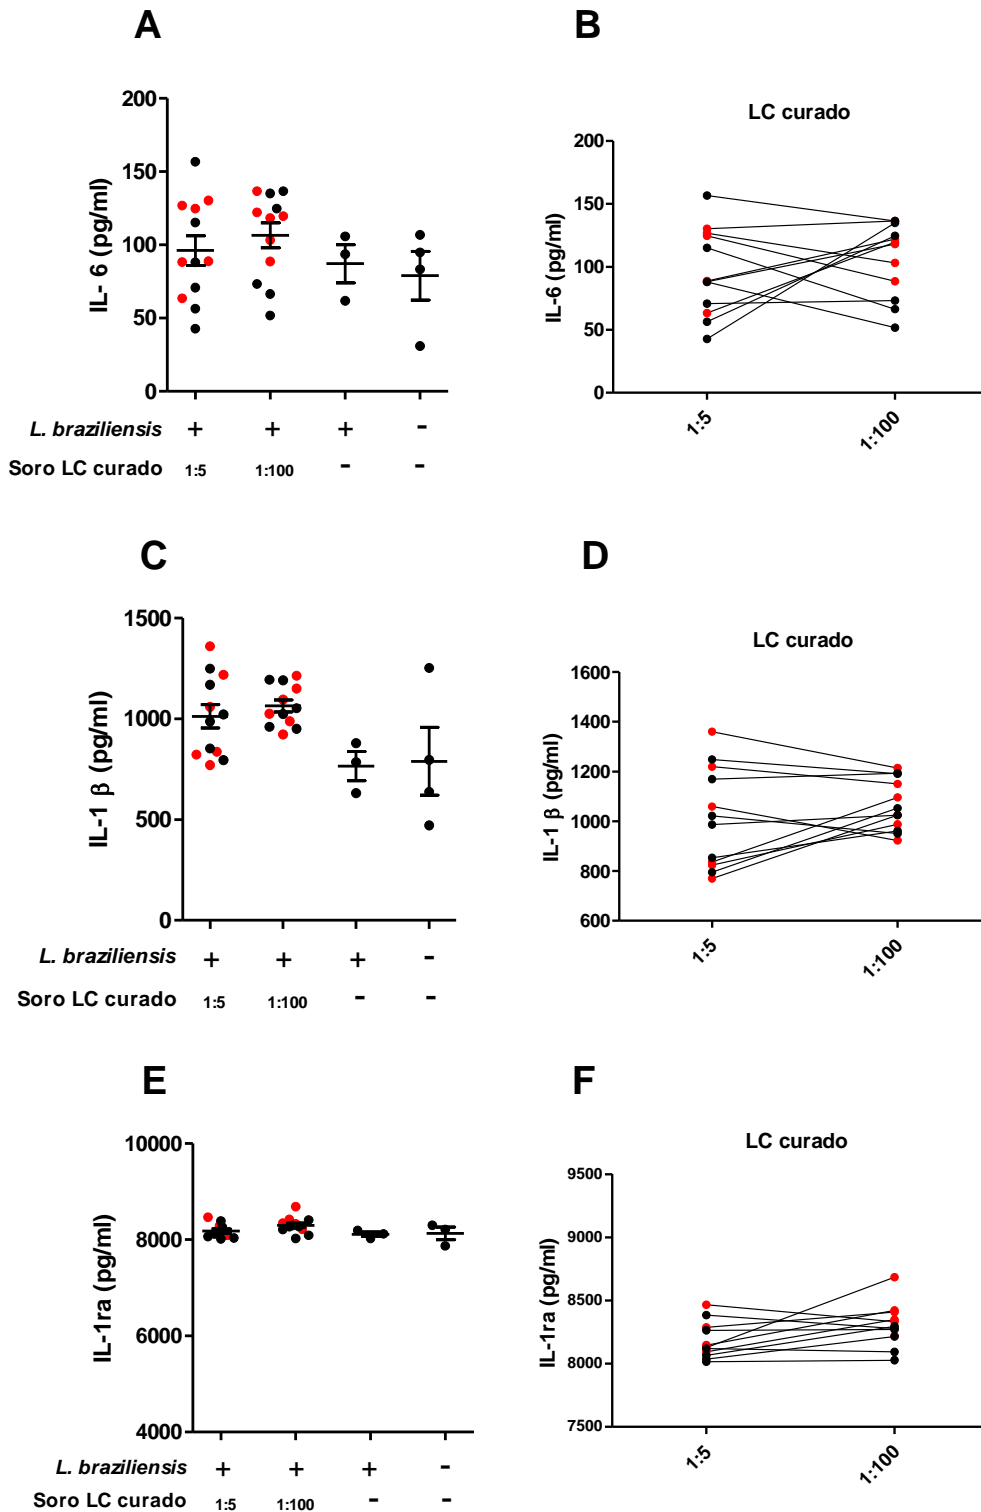 A
B
LC curado
200
150
100
50
0
IL- 6 (pg/ml)
L. braziliensis + + + -
Soro LC curado 1:5 1:100 - -
200
150
100
50
0
IL-6 (pg/ml)
1:5 1:100
C
D
LC curado
1500
1000
500
0
IL-1 β (pg/ml)
L. braziliensis + + + -
Soro LC curado 1:5 1:100 - -
1600
1400
1200
1000
800
600
IL-1 β (pg/ml)
1:5 1:100
E
F
LC curado
10000
8000
6000
4000
IL-1ra (pg/ml)
L. braziliensis + + + -
Soro LC curado 1:5 1:100 - -
9500
9000
8500
8000
7500
IL-1ra (pg/ml)
1:5 1:100